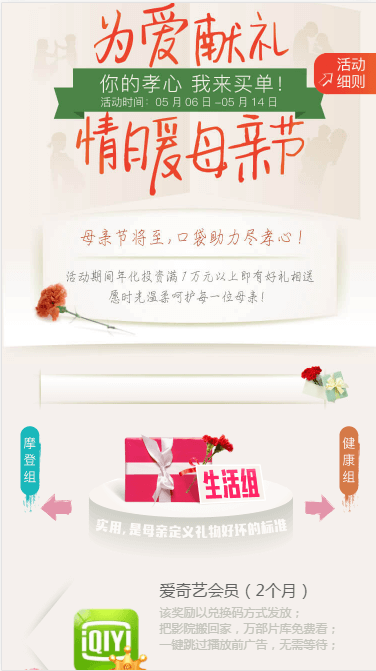 为爱献礼
你的孝心 我来买单!
活动时间：05月06日-05月14日
情暖母亲节
活动
细则
母亲节将至,口袋助力尽孝心!
活动期间年化投资满1万元以上即有好礼相送
愿时光温柔呵护每一位母亲!
摩登组
健康组
生活组
实用,是母亲定义礼物好坏的标准
爱奇艺会员（2个月）
该奖励以兑换码方式发放；
把影院搬回家，万部片库免费看；
一键跳过播放前广告，无需等待；
iQIYI